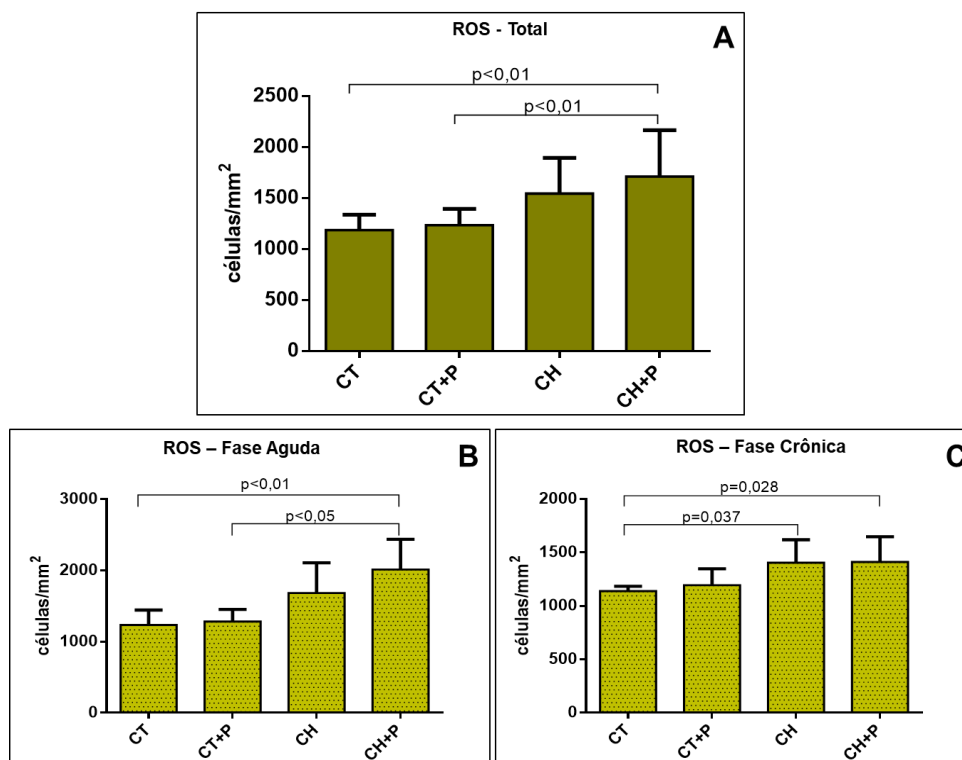 ROS - Total
A
p<0,01
p<0,01
células/mm²
2500
2000
1500
1000
500
0
CT
CT+P
CH
CH+P
ROS – Fase Aguda
B
p<0,01
p<0,05
células/mm²
3000
2000
1000
0
CT
CT+P
CH
CH+P
ROS – Fase Crônica
C
p=0,028
p=0,037
células/mm²
2000
1500
1000
500
0
CT
CT+P
CH
CH+P